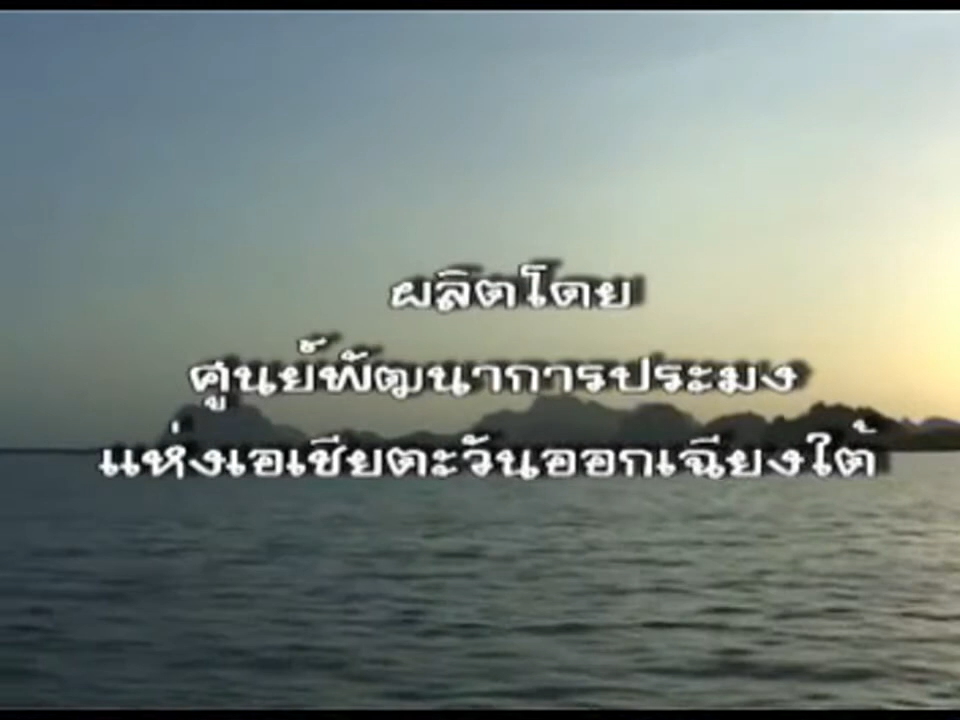 ผลิตโดย
ศูนย์พัฒนาการประมง
แห่งเอเชียตะวันออกเฉียงใต้